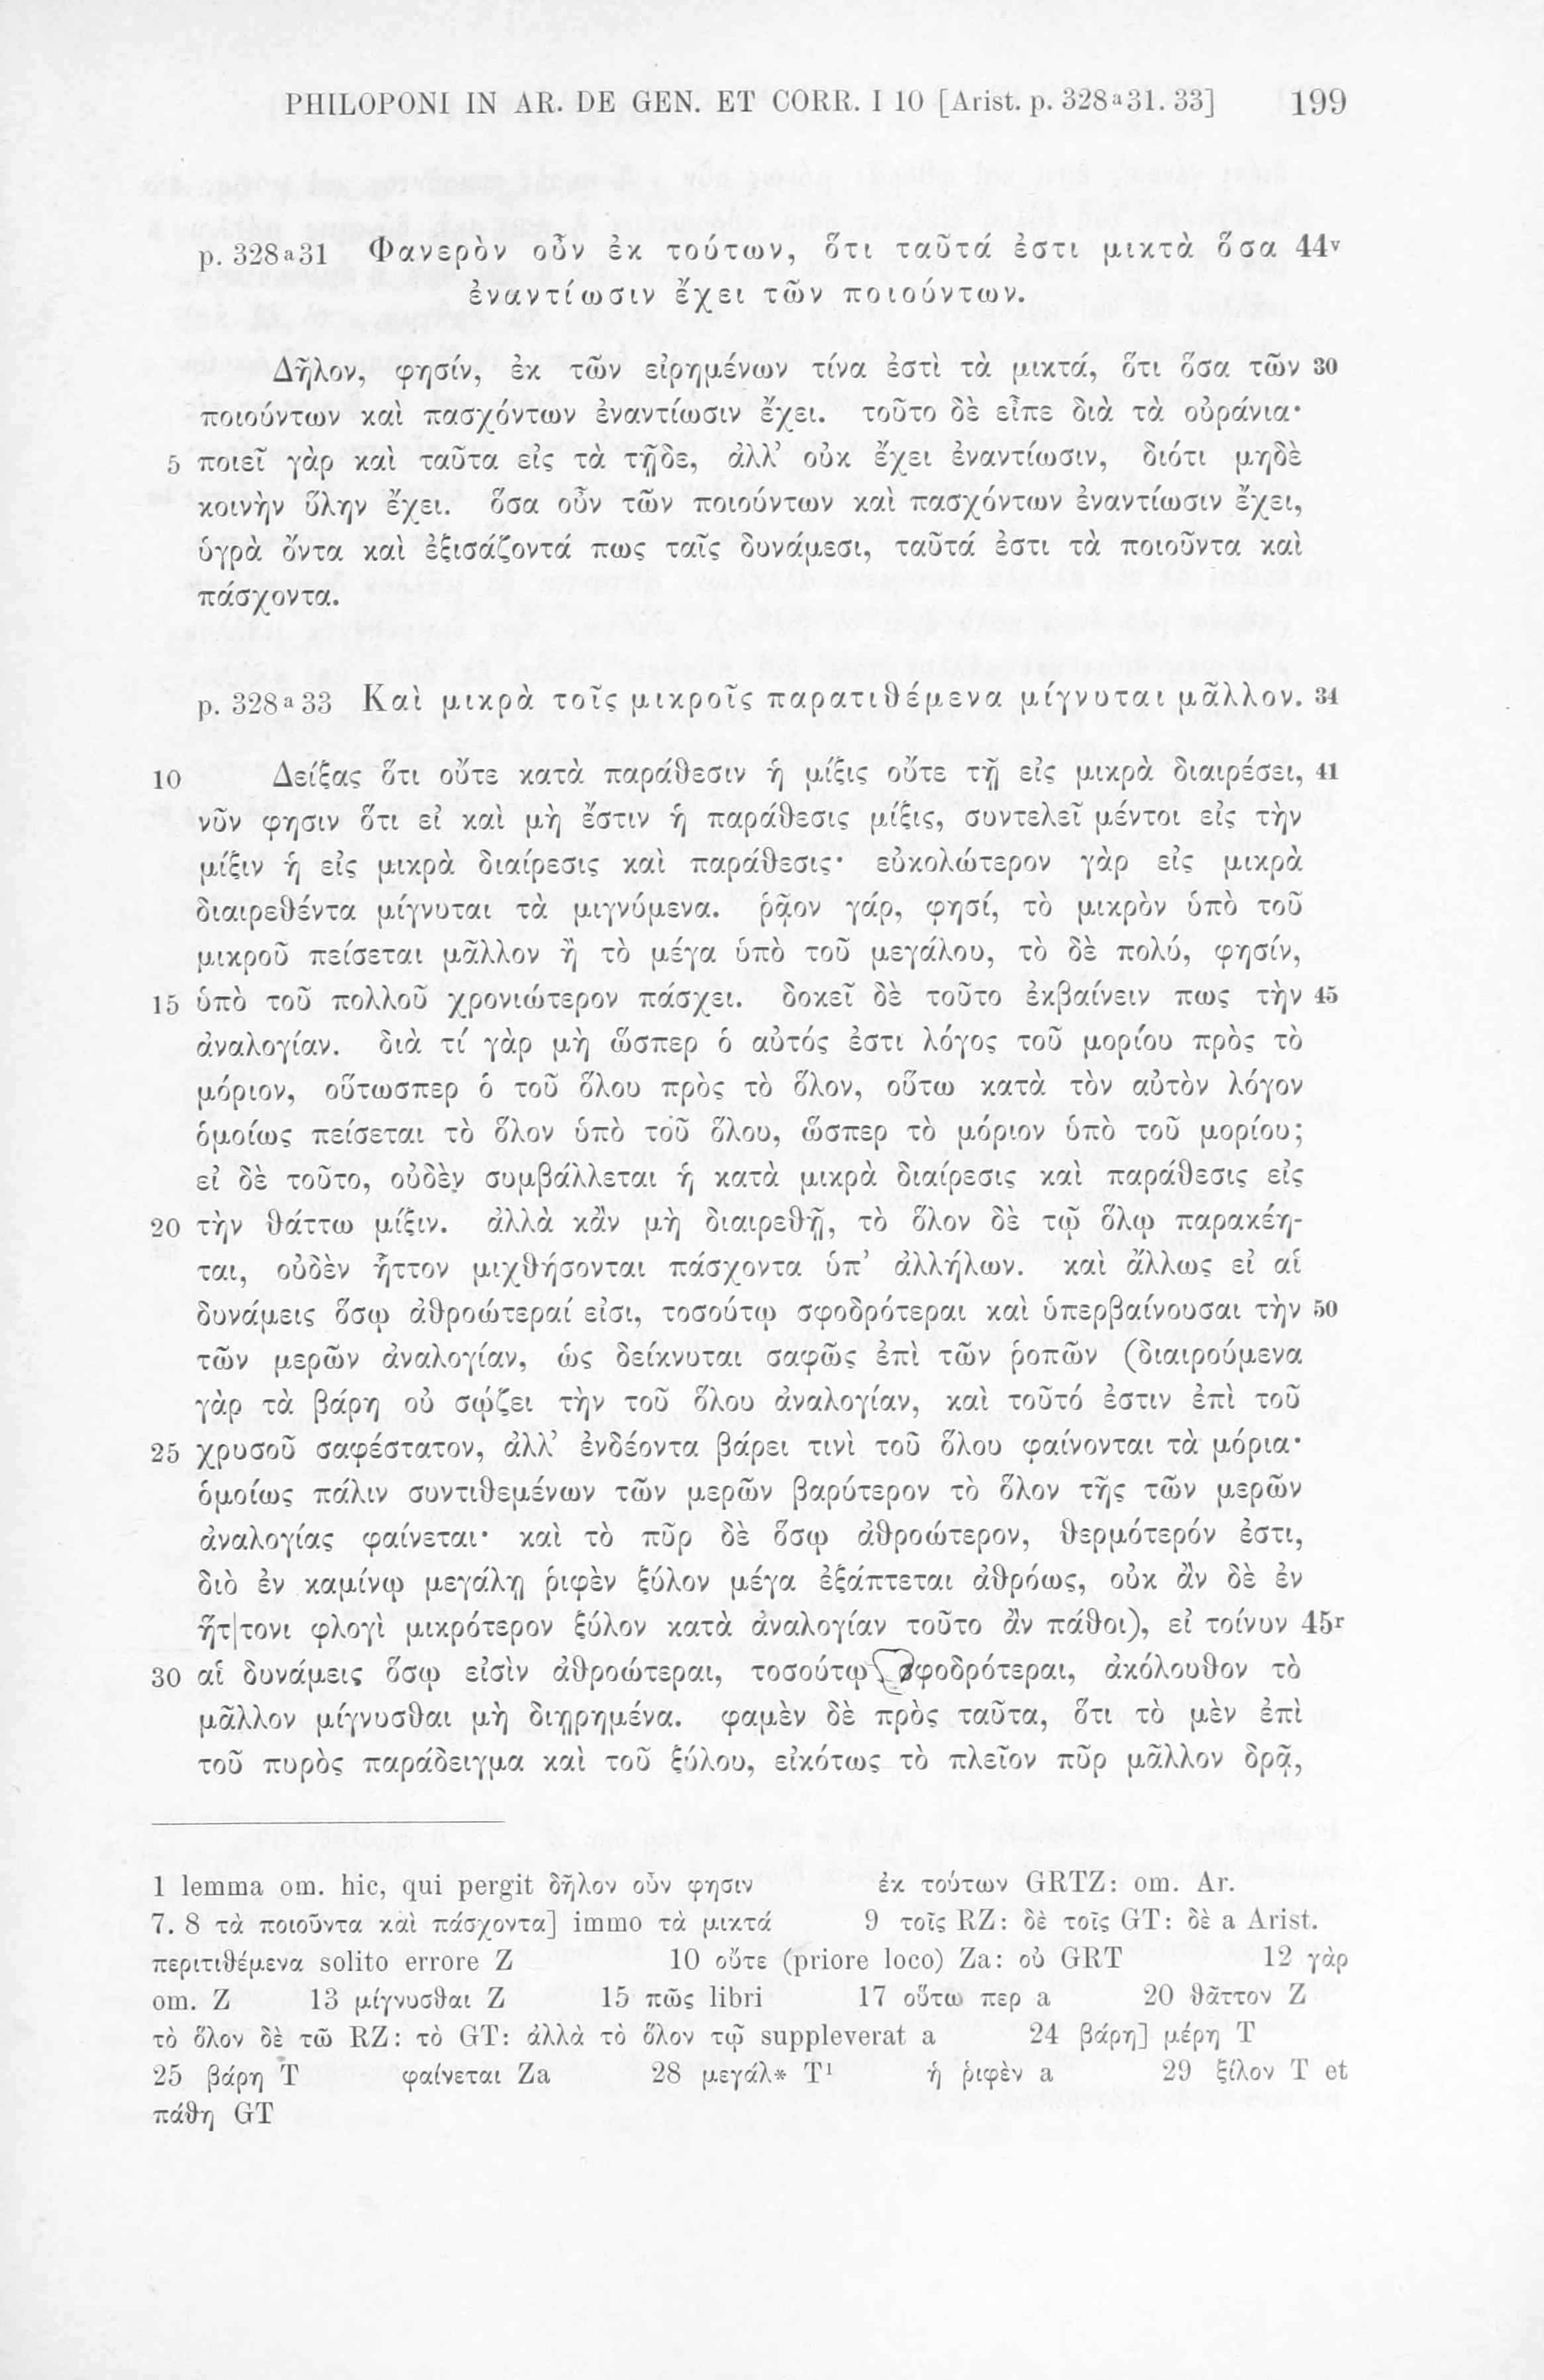 PHILOPONI IN AR. DE GEN. ET CORR. I 10 [Arist. p. 328ª31. 33] 199
p. 328ª31 Φανερὸν οὖν ἐκ τούτων, ὅτι ταῦτά ἐστι μικτὰ ὅσα 44ᵛ
ἐναντίωσιν ἔχει τῶν ποιούντων.
Δῆλον, φησίν, ἐκ τῶν εἰρημένων τίνα ἐστὶ τὰ μικτά, ὅτι ὅσα τῶν 30
ποιούντων καὶ πασχόντων ἐναντίωσιν ἔχει. τοῦτο δὲ εἶπε διὰ τὰ οὐράνια·
5 ποιεῖ γὰρ καὶ ταῦτα εἰς τὰ τῇδε, ἀλλ’ οὐκ ἔχει ἐναντίωσιν, διότι μηδὲ
κοινὴν ὕλην ἔχει. ὅσα οὖν τῶν ποιούντων καὶ πασχόντων ἐναντίωσιν ἔχει,
ὑγρὰ ὄντα καὶ ἐξισάζοντά πως ταῖς δυνάμεσι, ταῦτά ἐστι τὰ ποιοῦντα καὶ
πάσχοντα.
p. 328ª33 Καὶ μικρὰ τοῖς μικροῖς παρατιθέμενα μίγνυται μᾶλλον. 34
10 Δείξας ὅτι οὔτε κατὰ παράθεσιν ἡ μίξις οὔτε τῇ εἰς μικρὰ διαιρέσει, 41
νῦν φησιν ὅτι εἰ καὶ μὴ ἔστιν ἡ παράθεσις μίξις, συντελεῖ μέντοι εἰς τὴν
μίξιν ἡ εἰς μικρὰ διαίρεσις καὶ παράθεσις· εὐκολώτερον γὰρ εἰς μικρὰ
διαιρεθέντα μίγνυται τὰ μιγνύμενα. ῥᾷον γάρ, φησί, τὸ μικρὸν ὑπὸ τοῦ
μικροῦ πείσεται μᾶλλον ἢ τὸ μέγα ὑπὸ τοῦ μεγάλου, τὸ δὲ πολύ, φησίν,
15 ὑπὸ τοῦ πολλοῦ χρονιώτερον πάσχει. δοκεῖ δὲ τοῦτο ἐκβαίνειν πως τὴν 45
ἀναλογίαν. διὰ τί γὰρ μὴ ὥσπερ ὁ αὐτός ἐστι λόγος τοῦ μορίου πρὸς τὸ
μόριον, οὕτωσπερ ὁ τοῦ ὅλου πρὸς τὸ ὅλον, οὕτω κατὰ τὸν αὐτὸν λόγον
ὁμοίως πείσεται τὸ ὅλον ὑπὸ τοῦ ὅλου, ὥσπερ τὸ μόριον ὑπὸ τοῦ μορίου;
εἰ δὲ τοῦτο, οὐδὲν συμβάλλεται ἡ κατὰ μικρὰ διαίρεσις καὶ παράθεσις εἰς
20 τὴν θάττω μίξιν. ἀλλὰ κἂν μὴ διαιρεθῇ, τὸ ὅλον δὲ τῷ ὅλῳ παρακέη-
ται, οὐδὲν ἧττον μιχθήσονται πάσχοντα ὑπ’ ἀλλήλων. καὶ ἄλλως εἰ αἱ
δυνάμεις ὅσῳ ἀθροώτεραί εἰσι, τοσούτῳ σφοδρότεραι καὶ ὑπερβαίνουσαι τὴν 50
τῶν μερῶν ἀναλογίαν, ὡς δείκνυται σαφῶς ἐπὶ τῶν ῥοπῶν (διαιρούμενα
γὰρ τὰ βάρη οὐ σῴζει τὴν τοῦ ὅλου ἀναλογίαν, καὶ τοῦτό ἐστιν ἐπὶ τοῦ
25 χρυσοῦ σαφέστατον, ἀλλ’ ἐνδέοντα βάρει τινὶ τοῦ ὅλου φαίνονται τὰ μόρια·
ὁμοίως πάλιν συντιθεμένων τῶν μερῶν βαρύτερον τὸ ὅλον τῆς τῶν μερῶν
ἀναλογίας φαίνεται· καὶ τὸ πῦρ δὲ ὅσῳ ἀθροώτερον, θερμότερόν ἐστι,
διὸ ἐν καμίνῳ μεγάλῃ ῥιφὲν ξύλον μέγα ἐξάπτεται ἀθρόως, οὐκ ἂν δὲ ἐν
ἥτ|τονι φλογὶ μικρότερον ξύλον κατὰ ἀναλογίαν τοῦτο ἂν πάθοι), εἰ τοίνυν 45ʳ
30 αἱ δυνάμεις ὅσῳ εἰσὶν ἀθροώτεραι, τοσούτῳ σφοδρότεραι, ἀκόλουθον τὸ
μᾶλλον μίγνυσθαι μὴ διῃρημένα. φαμὲν δὲ πρὸς ταῦτα, ὅτι τὸ μὲν ἐπὶ
τοῦ πυρὸς παράδειγμα καὶ τοῦ ξύλου, εἰκότως τὸ πλεῖον πῦρ μᾶλλον δρᾷ,
1 lemma om. hic, qui pergit δῆλον οὖν φησιν ἐκ τούτων GRTZ: om. Ar.
7. 8 τὰ ποιοῦντα καὶ πάσχοντα] immo τὰ μικτά 9 τοῖς RZ: δὲ τοῖς GT: δὲ a Arist.
περιτιθέμενα solito errore Z 10 οὔτε (priore loco) Za: οὐ GRT 12 γὰρ
om. Z 13 μίγνυσθαι Z 15 πῶς libri 17 οὕτω περ a 20 θᾶττον Z
τὸ ὅλον δὲ τῶ RZ: τὸ GT: ἀλλὰ τὸ ὅλον τῷ suppleverat a 24 βάρη] μέρη T
25 βάρη T φαίνεται Za 28 μεγάλ* T¹ ἡ ῥιφὲν a 29 ξίλον T et
πάθη GT